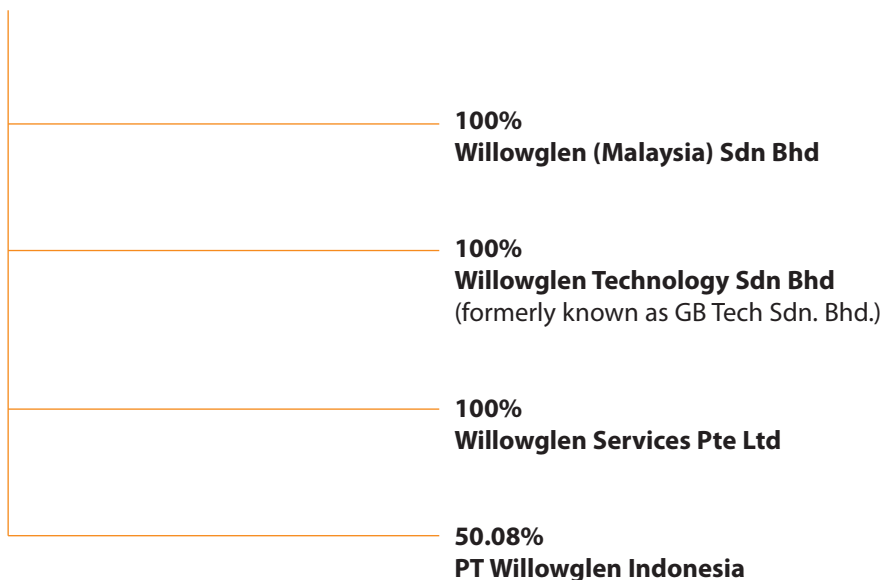 100%
Willowglen (Malaysia) Sdn Bhd
100%
Willowglen Technology Sdn Bhd
(formerly known as GB Tech Sdn. Bhd.)
100%
Willowglen Services Pte Ltd
50.08%
PT Willowglen Indonesia